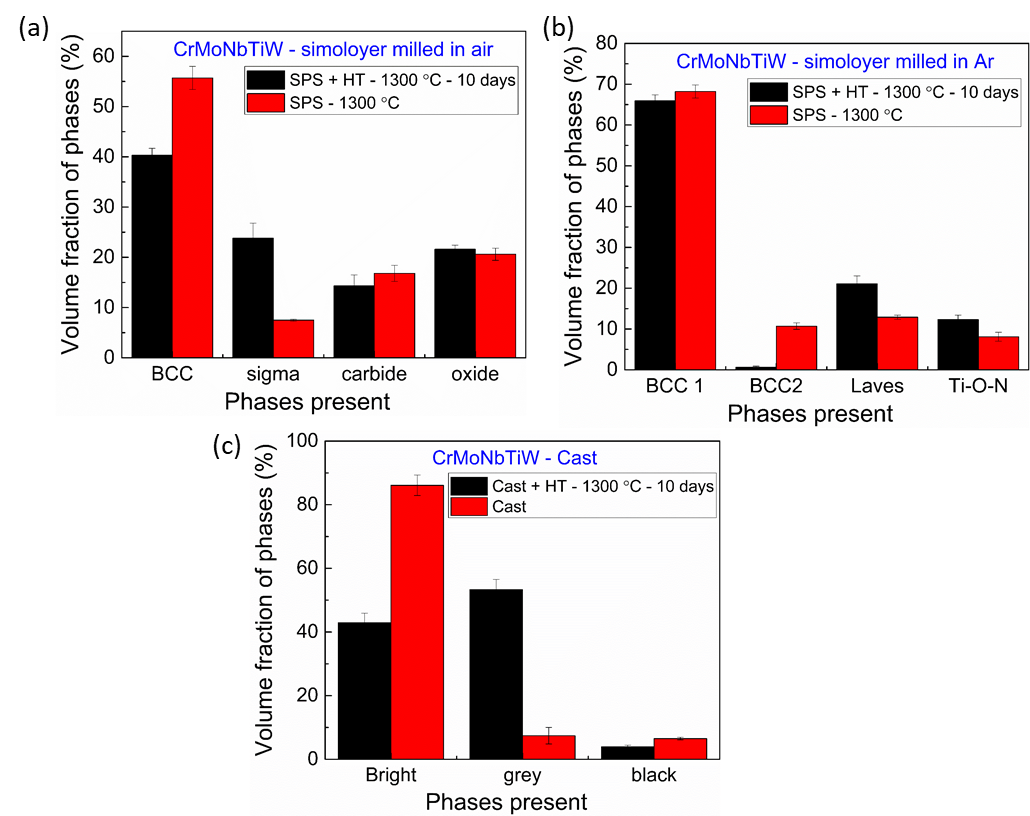 (a)
CrMoNbTiW - simoloyer milled in air
SPS + HT - 1300 °C - 10 days
SPS - 1300 °C
Volume fraction of phases (%)
60
50
40
30
20
10
0
BCC sigma carbide oxide
Phases present
(b)
CrMoNbTiW - simoloyer milled in Ar
SPS + HT - 1300 °C - 10 days
SPS - 1300 °C
Volume fraction of phases (%)
80
70
60
50
40
30
20
10
0
BCC 1 BCC2 Laves Ti-O-N
Phases present
(c)
CrMoNbTiW - Cast
Cast + HT - 1300 °C - 10 days
Cast
Volume fraction of phases (%)
100
80
60
40
20
0
Bright grey black
Phases present